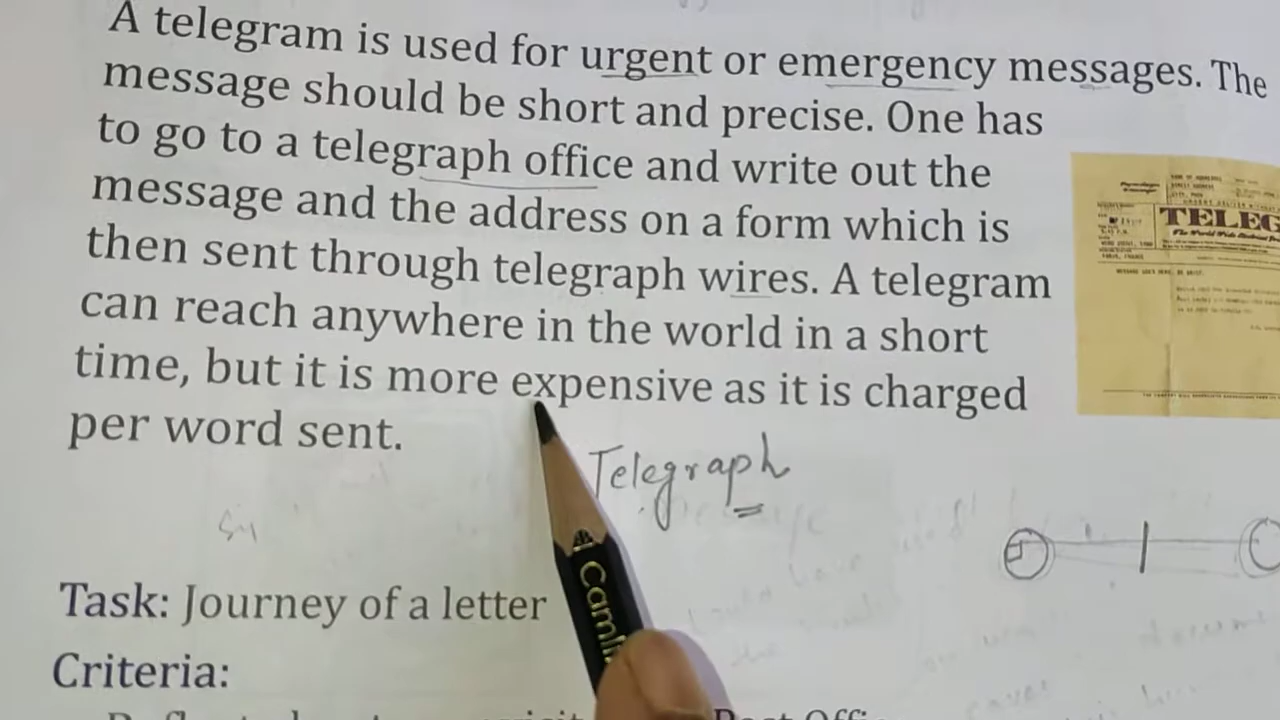 A telegram is used for urgent or emergency messages. The
message should be short and precise. One has
to go to a telegraph office and write out the
message and the address on a form which is
then sent through telegraph wires. A telegram
can reach anywhere in the world in a short
time, but it is more expensive as it is charged
per word sent.
TELEG
Telegraph
Task: Journey of a letter
Criteria: